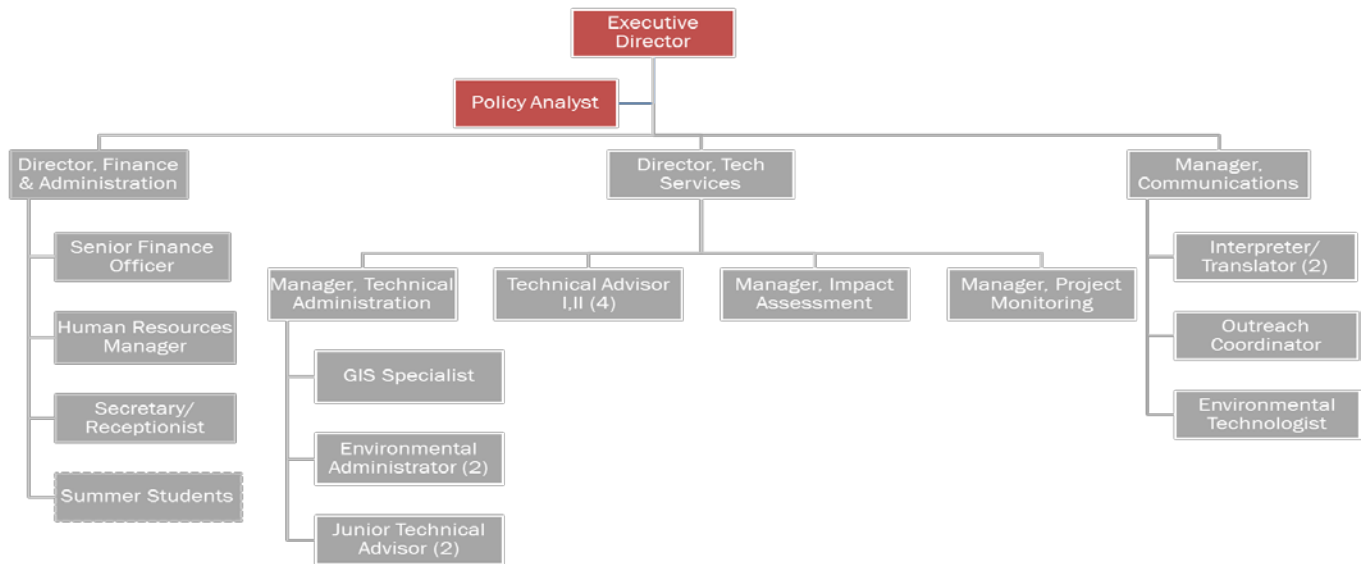 Executive
Director
Policy Analyst
Director, Finance
& Administration
Director, Tech
Services
Manager,
Communications
Senior Finance
Officer
Human Resources
Manager
Secretary/
Receptionist
Summer Students
Manager, Technical
Administration
Technical Advisor
I,II (4)
Manager, Impact
Assessment
Manager, Project
Monitoring
GIS Specialist
Environmental
Administrator (2)
Junior Technical
Advisor (2)
Interpreter/
Translator (2)
Outreach
Coordinator
Environmental
Technologist